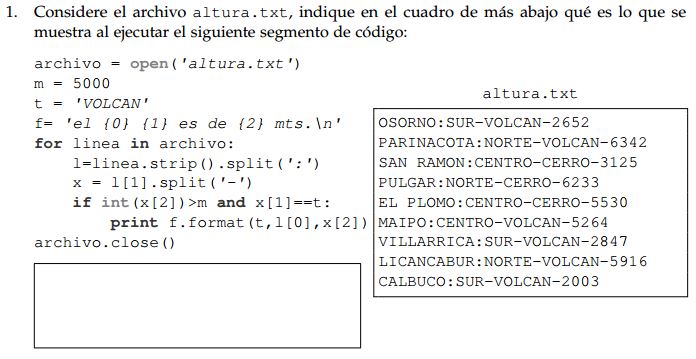 1. Considere el archivo altura.txt, indique en el cuadro de más abajo qué es lo que se
muestra al ejecutar el siguiente segmento de código:
archivo = open('altura.txt')
m = 5000
t = 'VOLCAN'
f= 'el {0} {1} es de {2} mts.\n'
for linea in archivo:
    l=linea.strip().split(':')
    x = l[1].split('-')
    if int(x[2])>m and x[1]==t:
        print f.format(t,l[0],x[2])
archivo.close()
altura.txt
OSORNO:SUR-VOLCAN-2652
PARINACOTA:NORTE-VOLCAN-6342
SAN RAMON:CENTRO-CERRO-3125
PULGAR:NORTE-CERRO-6233
EL PLOMO:CENTRO-CERRO-5530
MAIPO:CENTRO-VOLCAN-5264
VILLARRICA:SUR-VOLCAN-2847
LICANCABUR:NORTE-VOLCAN-5916
CALBUCO:SUR-VOLCAN-2003